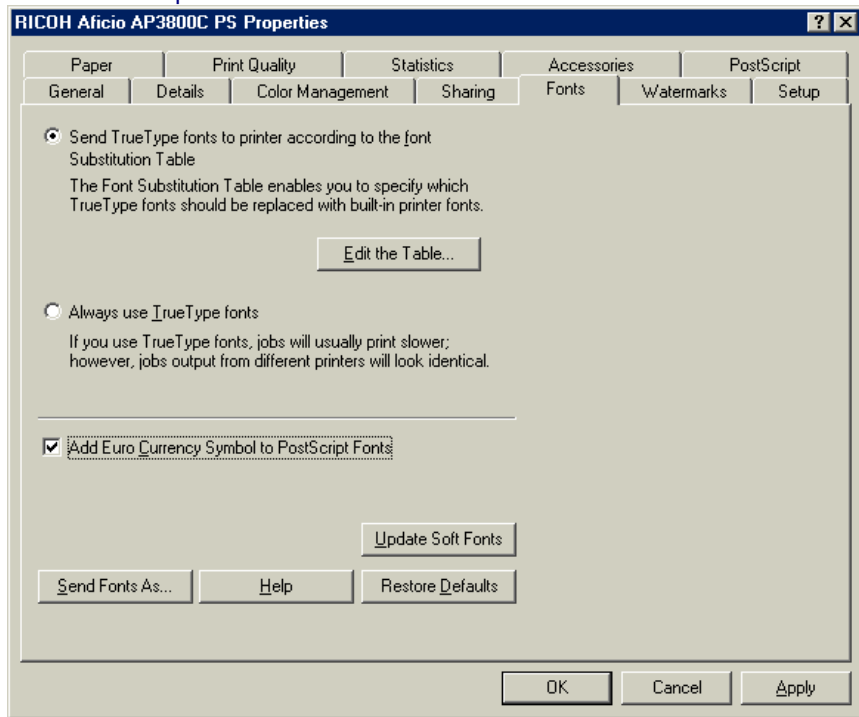 RICOH Aficio AP3800C PS Properties
Paper Print Quality Statistics Accessories PostScript
General Details Color Management Sharing Fonts Watermarks Setup
Send TrueType fonts to printer according to the font
Substitution Table
The Font Substitution Table enables you to specify which
TrueType fonts should be replaced with built-in printer fonts.
Edit the Table...
Always use TrueType fonts
If you use TrueType fonts, jobs will usually print slower;
however, jobs output from different printers will look identical.
Add Euro Currency Symbol to PostScript Fonts
Update Soft Fonts
Send Fonts As... Help Restore Defaults
OK Cancel Apply